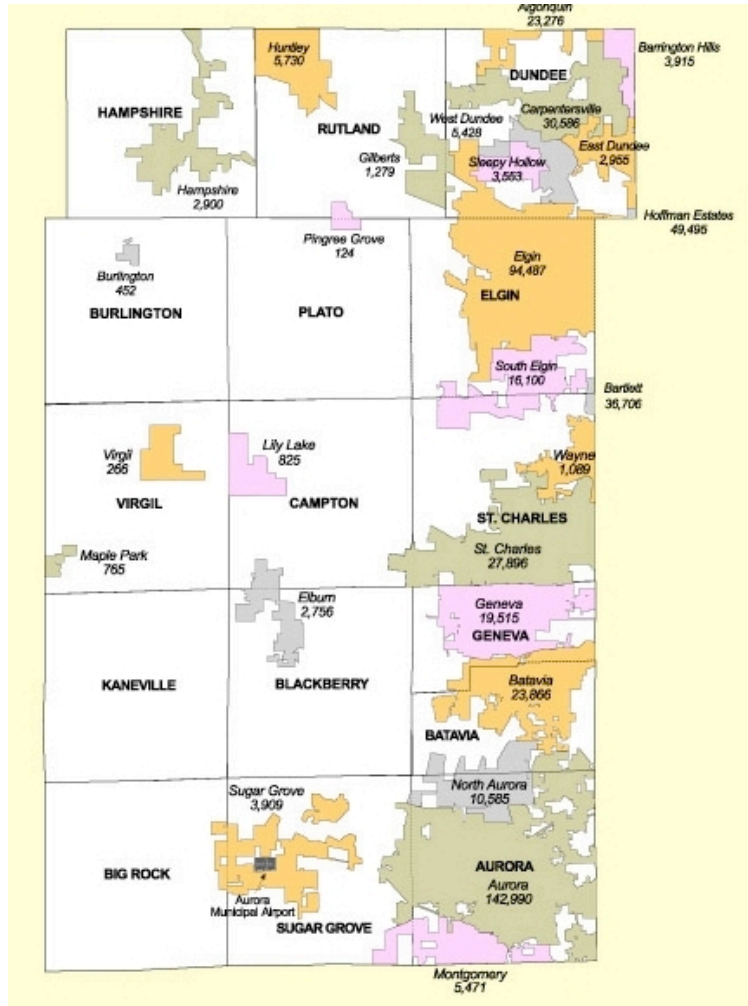 Algonquin
23,276
Huntley
5,730
Barrington Hills
3,915
DUNDEE
HAMPSHIRE
Carpentersville
30,586
West Dundee
5,428
RUTLAND
East Dundee
2,955
Gilberts
1,279
Sleepy Hollow
3,553
Hampshire
2,900
Hoffman Estates
49,495
Pingree Grove
124
Elgin
94,487
Burlington
452
ELGIN
BURLINGTON
PLATO
South Elgin
16,100
Bartlett
36,706
Lily Lake
825
Virgil
266
Wayne
1,089
VIRGIL
CAMPTON
ST. CHARLES
St. Charles
27,896
Maple Park
765
Elburn
2,756
Geneva
19,515
GENEVA
KANEVILLE
BLACKBERRY
Batavia
23,866
BATAVIA
North Aurora
10,585
Sugar Grove
3,909
BIG ROCK
AURORA
Aurora
142,990
Aurora
Municipal Airport
SUGAR GROVE
Montgomery
5,471